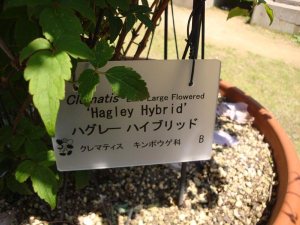 Clematis Large Flowered
'Hagley Hybrid'
ハグレー ハイブリッド
クレマティス キンポウゲ科 B